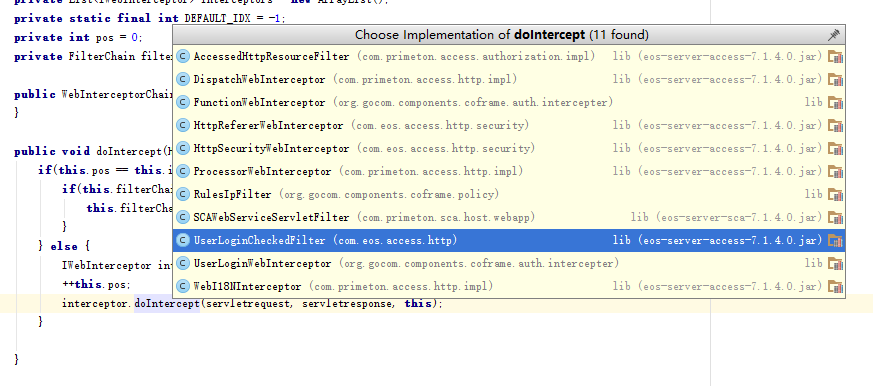 private List<IWebInterceptor> interceptors = new ArrayList();
private static final int DEFAULT_IDX = -1;
private int pos = 0;
private FilterChain filter
public WebInterceptorChain
}
public void doIntercept(H
if(this.pos == this.i
if(this.filterChai
this.filterCha
}
} else {
IWebInterceptor int
++this.pos;
interceptor.doIntercept(servletrequest, servletresponse, this);
}
}
Choose Implementation of doIntercept (11 found)
AccessedHttpResourceFilter (com.primeton.access.authorization.impl) lib (eos-server-access-7.1.4.0.jar)
DispatchWebInterceptor (com.primeton.access.http.impl) lib (eos-server-access-7.1.4.0.jar)
FunctionWebInterceptor (org.gocom.components.coframe.auth.intercepter) lib
HttpRefererWebInterceptor (com.eos.access.http.security) lib (eos-server-access-7.1.4.0.jar)
HttpSecurityWebInterceptor (com.eos.access.http.security) lib (eos-server-access-7.1.4.0.jar)
ProcessorWebInterceptor (com.primeton.access.http.impl) lib (eos-server-access-7.1.4.0.jar)
RulesIpFilter (org.gocom.components.coframe.policy) lib
SCAWebServiceServletFilter (com.primeton.sca.host.webapp) lib (eos-server-sca-7.1.4.0.jar)
UserLoginCheckedFilter (com.eos.access.http) lib (eos-server-access-7.1.4.0.jar)
UserLoginWebInterceptor (org.gocom.components.coframe.auth.intercepter) lib
WebI18NInterceptor (com.primeton.access.http.impl) lib (eos-server-access-7.1.4.0.jar)